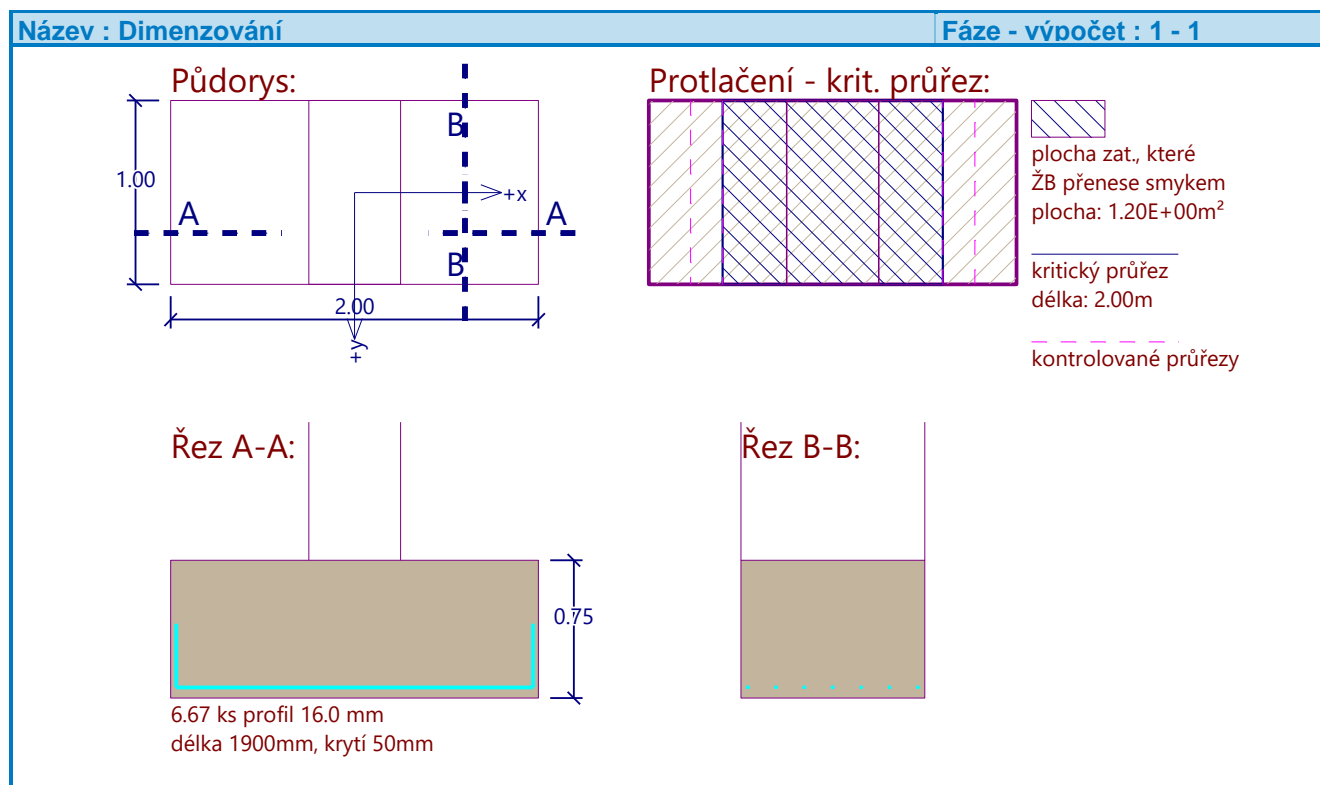 Název : Dimenzování
Fáze - výpočet : 1 - 1
Půdorys:
B
1.00
A
+x
A
B
2.00
+y
Protlačení - krit. průřez:
plocha zat., které
ŽB přenese smykem
plocha: 1.20E+00m²
kritický průřez
délka: 2.00m
kontrolované průřezy
Řez A-A:
0.75
6.67 ks profil 16.0 mm
délka 1900mm, krytí 50mm
Řez B-B: